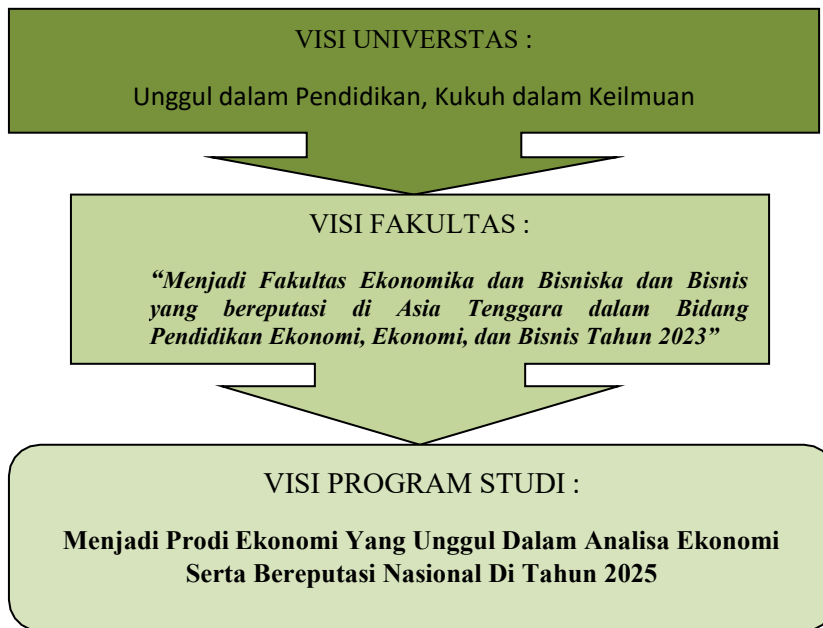 VISI UNIVERSTAS :
Unggul dalam Pendidikan, Kukuh dalam Keilmuan
VISI FAKULTAS :
“Menjadi Fakultas Ekonomika dan Bisniska dan Bisnis
yang bereputasi di Asia Tenggara dalam Bidang
Pendidikan Ekonomi, Ekonomi, dan Bisnis Tahun 2023”
VISI PROGRAM STUDI :
Menjadi Prodi Ekonomi Yang Unggul Dalam Analisa Ekonomi
Serta Bereputasi Nasional Di Tahun 2025